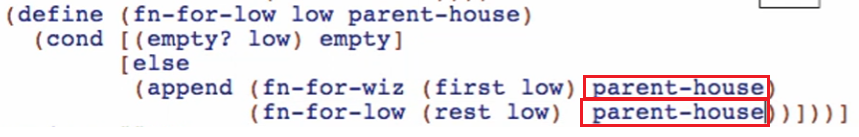 (define (fn-for-low low parent-house)
(cond [(empty? low) empty]
[else
(append (fn-for-wiz (first low) parent-house)
(fn-for-low (rest low) parent-house))]))]